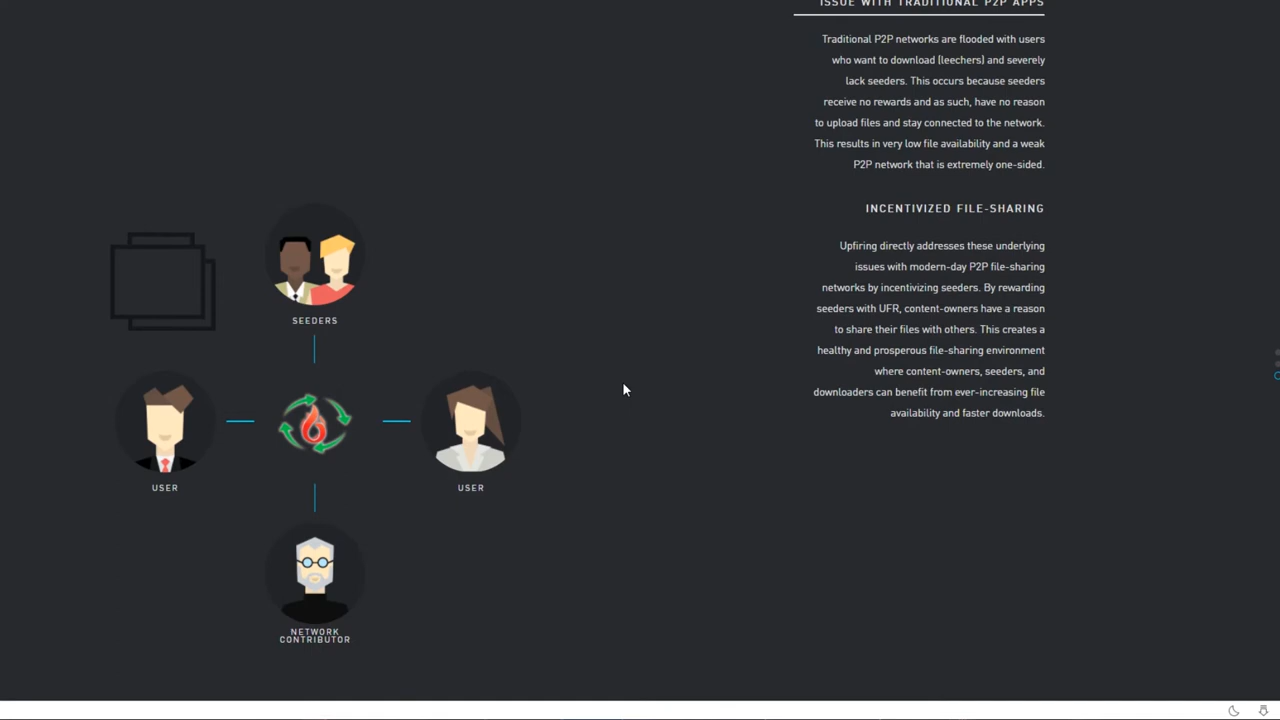 ISSUE WITH TRADITIONAL P2P APPS
Traditional P2P networks are flooded with users
who want to download (leechers) and severely
lack seeders. This occurs because seeders
receive no rewards and as such, have no reason
to upload files and stay connected to the network.
This results in very low file availability and a weak
P2P network that is extremely one-sided.
INCENTIVIZED FILE-SHARING
Upfiring directly addresses these underlying
issues with modern-day P2P file-sharing
networks by incentivizing seeders. By rewarding
seeders with UFR, content-owners have a reason
to share their files with others. This creates a
healthy and prosperous file-sharing environment
where content-owners, seeders, and
downloaders can benefit from ever-increasing file
availability and faster downloads.
SEEDERS
USER
USER
NETWORK
CONTRIBUTOR